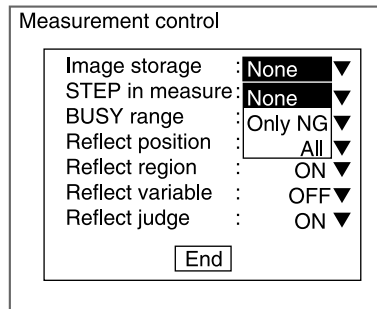 Measurement control
Image storage : None ▼
STEP in measure : None ▼
BUSY range : Only NG ▼
Reflect position : All ▼
Reflect region : ON ▼
Reflect variable : OFF ▼
Reflect judge : ON ▼
End